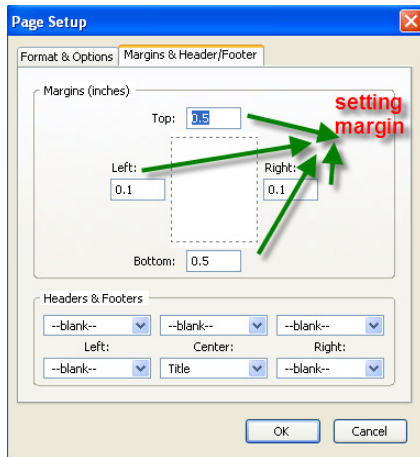 Page Setup
Format & Options Margins & Header/Footer
Margins (inches)
setting
margin
Top: 0.5
Left: Right:
0.1 0.1
Bottom: 0.5
Headers & Footers
--blank-- --blank-- --blank--
Left: Center: Right:
--blank-- Title --blank--
OK Cancel